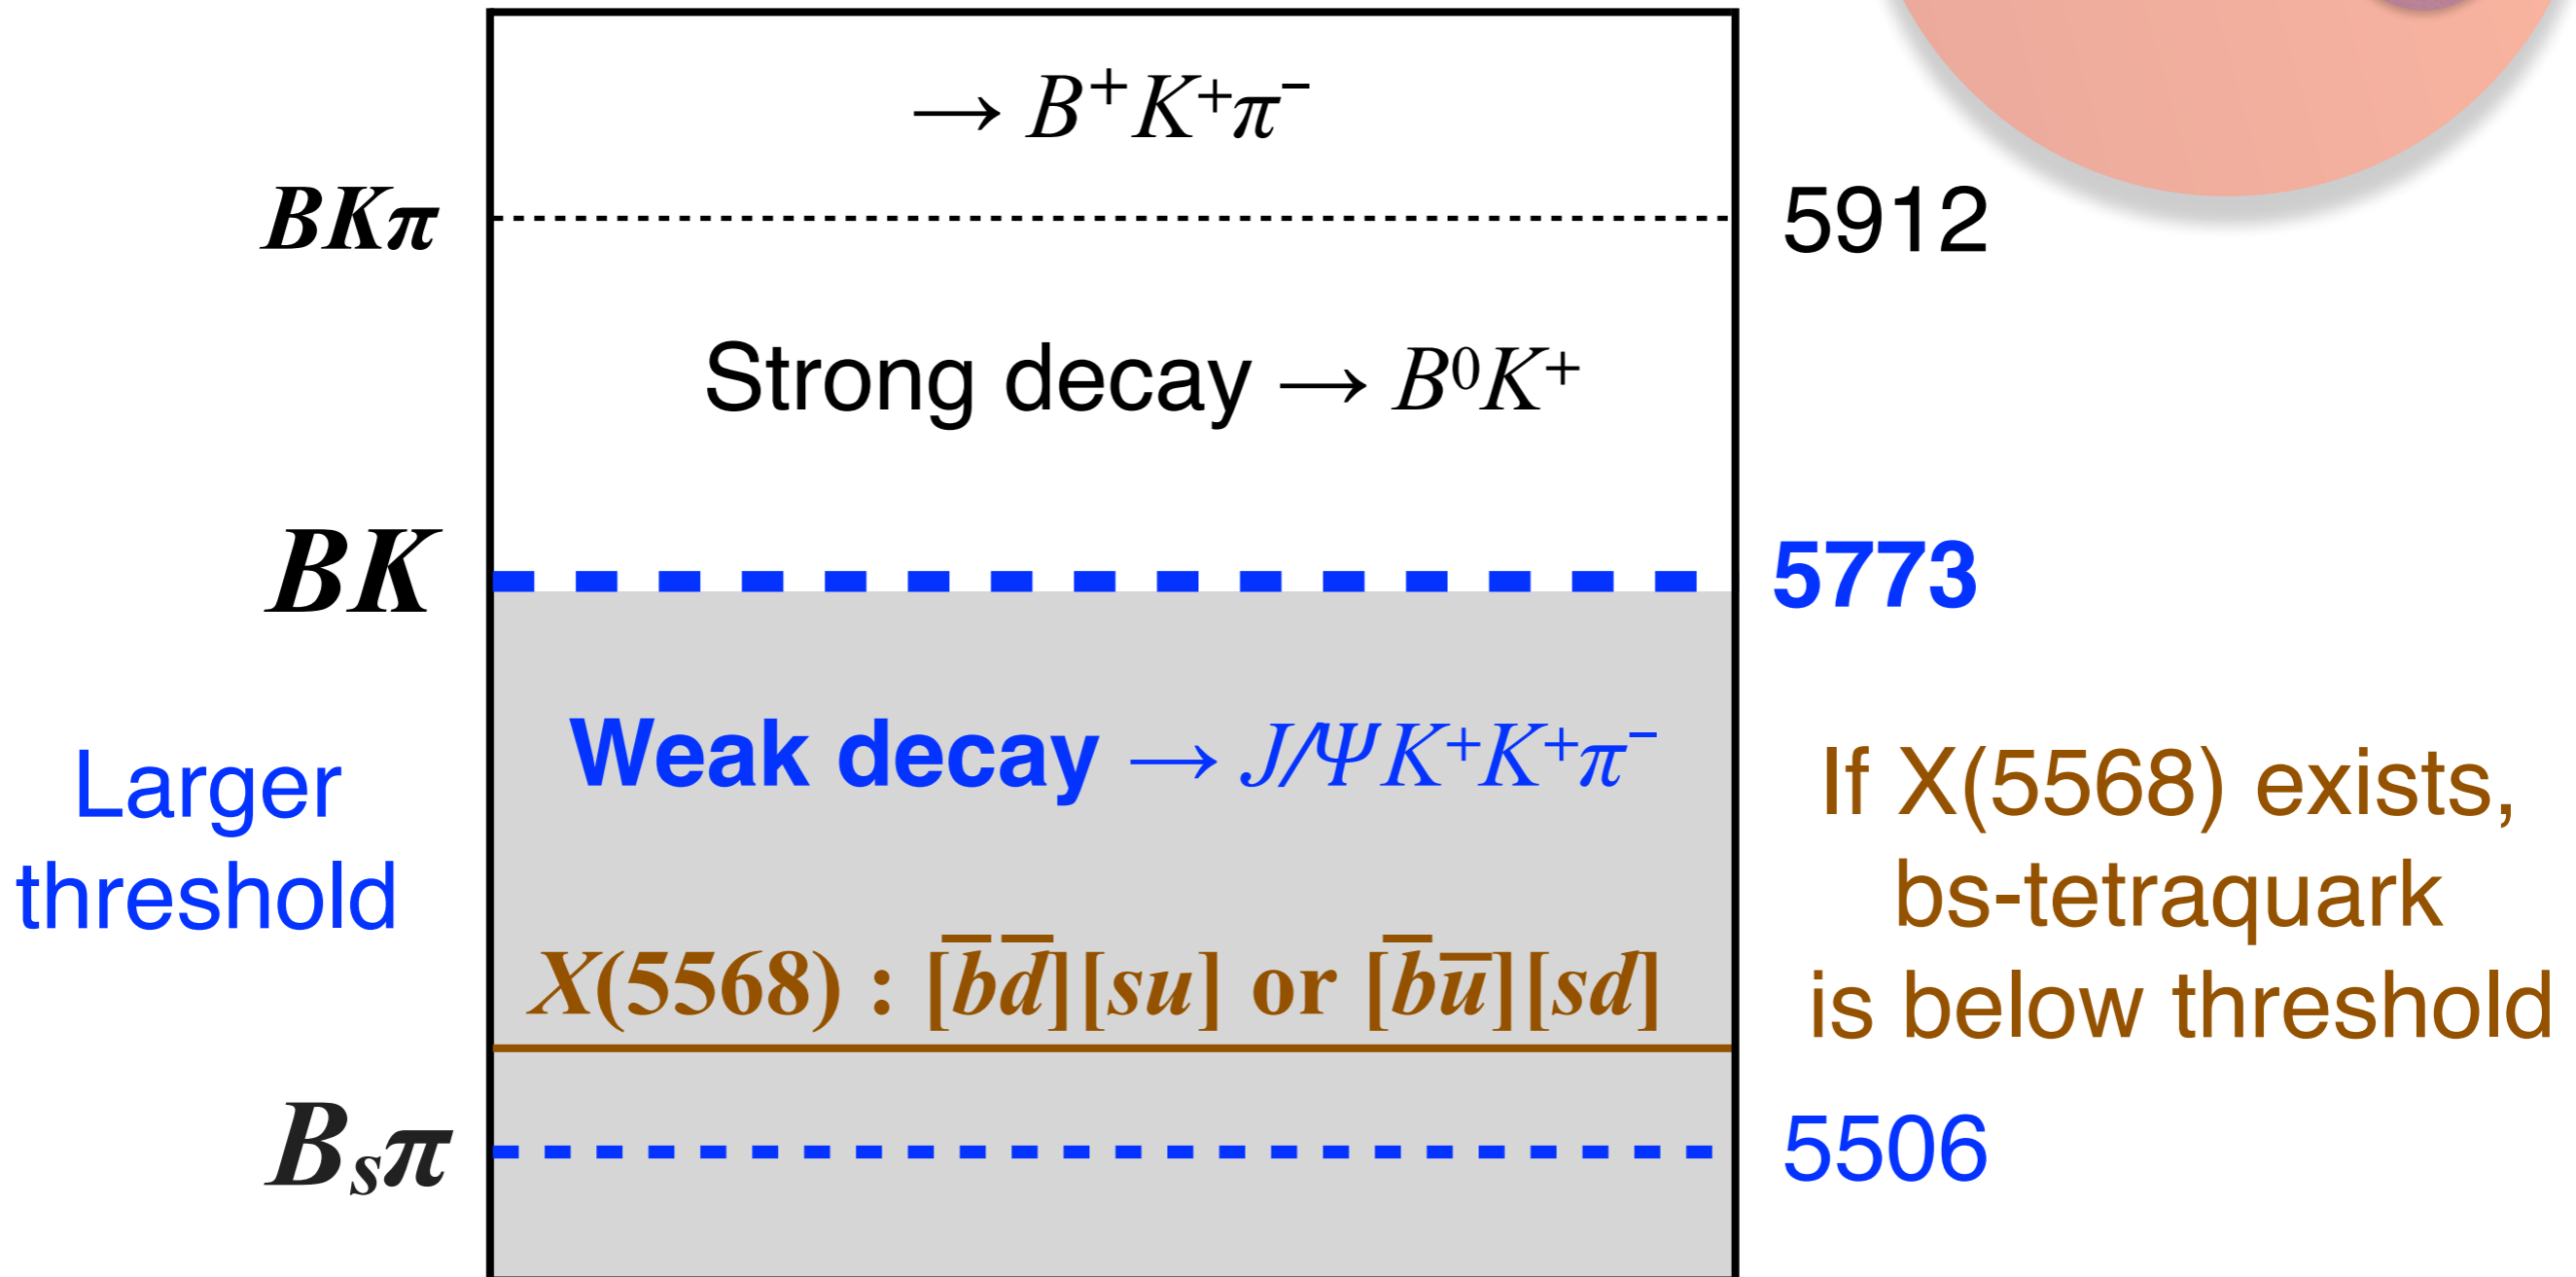 → B⁺K⁺π⁻
BKπ
5912
Strong decay → B⁰K⁺
BK
5773
Weak decay → J/Ψ K⁺K⁺π⁻
Larger
threshold
If X(5568) exists,
bs-tetraquark
is below threshold
X(5568) : [b̅d̅][su] or [b̅u̅][sd]
Bₛπ
5506